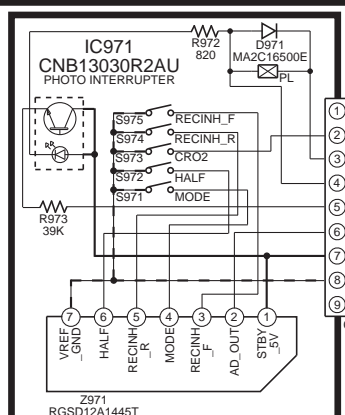 IC971
CNB13030R2AU
PHOTO INTERRUPTER
R972
820
D971
MA2C16500E
PL
S975
RECINH_F
S974
RECINH_R
S973
CRO2
S972
HALF
S971
MODE
R973
39K
1
2
3
4
5
6
7
8
9
7
6
5
4
3
2
1
VREF
_GND
HALF
RECINH
_R
MODE
RECINH
_F
AD_OUT
STBY
_5V
Z971
RGSD12A1445T